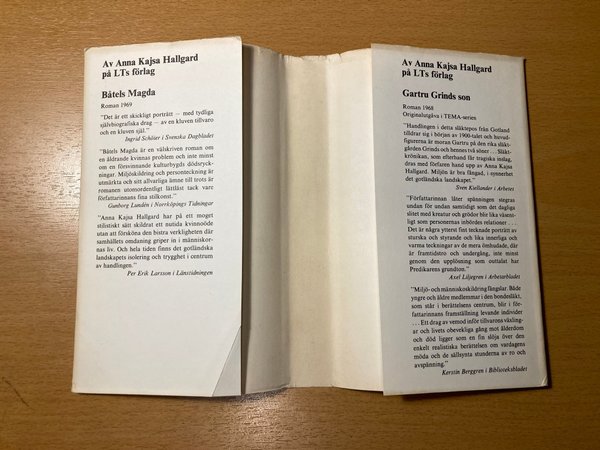 Av Anna Kajsa Hallgard
på LTs förlag
Båtels Magda
Roman 1969
"Det är ett skickligt porträtt — med tydliga
självbiografiska drag — av en kluven tillvaro
och en kluven själ."
Ingrid Schöier i Svenska Dagbladet
"Båtels Magda är en välskriven roman om
en åldrande kvinnas problem och inte minst
om en försvinnande kulturbygds dödsryck-
ningar. Miljöskildring och personteckning är
utmärkta och sitt allvarliga ämne till trots är
romanen utomordentligt lättläst tack vare
författarinnans fina stilkonst."
Gunborg Lundén i Norrköpings Tidningar
"Anna Kajsa Hallgard har på ett moget
stilistiskt sätt skildrat ett nutida kvinnoöde
utan att försköna den bistra verkligheten där
samhällets omdaning griper in i människor-
nas liv. Och hela tiden finns det gotländska
landskapets isolering och trygghet i centrum
av handlingen."
Per Erik Larsson i Länstidningen
Av Anna Kajsa Hallgard
på LTs förlag
Gartru Grinds son
Roman 1968
Originalutgåva i TEMA-serien
"Handlingen i detta släktepos från Gotland
tilldrar sig i början av 1900-talet och huvud-
figurerna är moran Gartru på den rika släkt-
gården Grinds och hennes två söner . . . Släkt-
krönikan, som efterhand får tragiska inslag,
dras med erfaren hand upp av Anna Kajsa
Hallgard. Miljön är bra fångad, i synnerhet
det gotländska landskapet."
Sven Kiellander i Arbetet
"Författarinnan låter spänningen stegras
undan för undan samtidigt som det dagliga
slitet med kreatur och grödor blir lika väsent-
ligt som personernas inbördes relationer . . .
Det är några ytterst fint tecknade porträtt av
sturska och styrande och lika innerliga och
varma teckningar av de mera ömhudade, där
är framtidstro och undergång, inte minst
genom den upplösning som outtalat har
Predikarens grundton."
Axel Liljegren i Arbetarbladet
"Miljö- och människoskildring fängslar. Både
yngre och äldre medlemmar i den bondesläkt,
som står i berättelsens centrum, blir i för-
fattarinnans framställning levande individer
. . . Ett drag av vemod inför tillvarons växling-
ar och livets obevekliga gång mot ålderdom
och död ligger som en fin slöja över den
enkelt realistiska berättelsen om vardagens
möda och de sällsynta stunderna av ro och
avspänning."
Kerstin Berggren i Biblioteksbladet